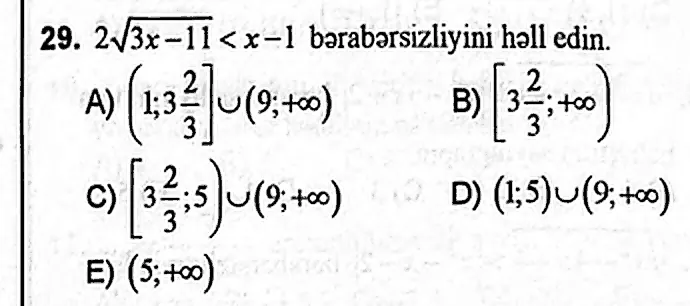 29. 2√(3x−11) < x−1 bərabərsizliyini həll edin.
A) (1; 3 2/3] ∪ (9; +∞) B) [3 2/3; +∞)
C) [3 2/3; 5) ∪ (9; +∞) D) (1; 5) ∪ (9; +∞)
E) (5; +∞)